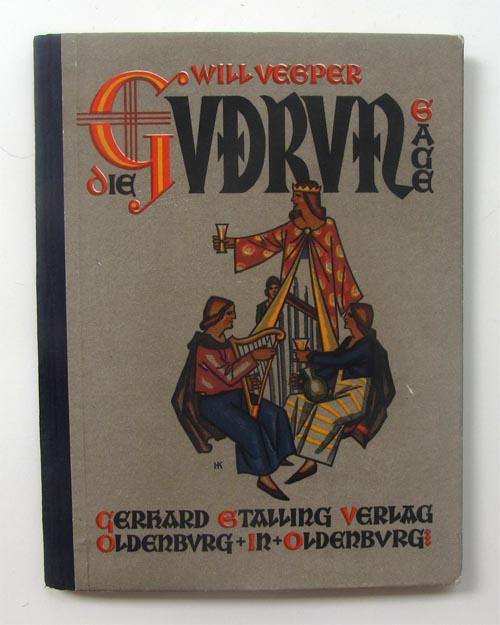 WILL VESPER
DIE GVDRVN SAGE
HK
GERHARD STALLING VERLAG
OLDENBVRG + IN + OLDENBVRG